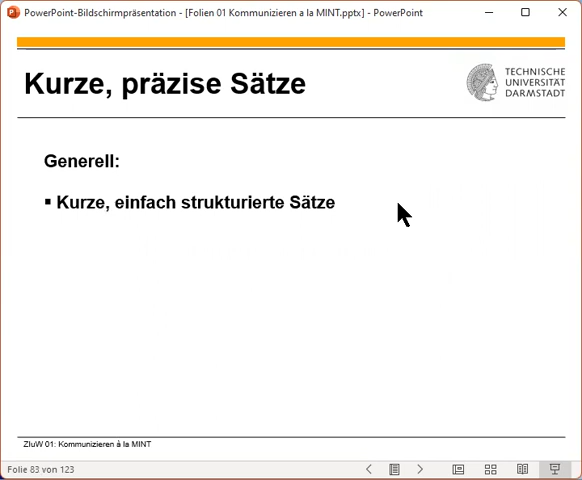 PowerPoint-Bildschirmpräsentation - [Folien 01 Kommunizieren a la MINT.pptx] - PowerPoint
Kurze, präzise Sätze
TECHNISCHE
UNIVERSITÄT
DARMSTADT
Generell:
▪ Kurze, einfach strukturierte Sätze
ZIuW 01: Kommunizieren à la MINT
Folie 83 von 123